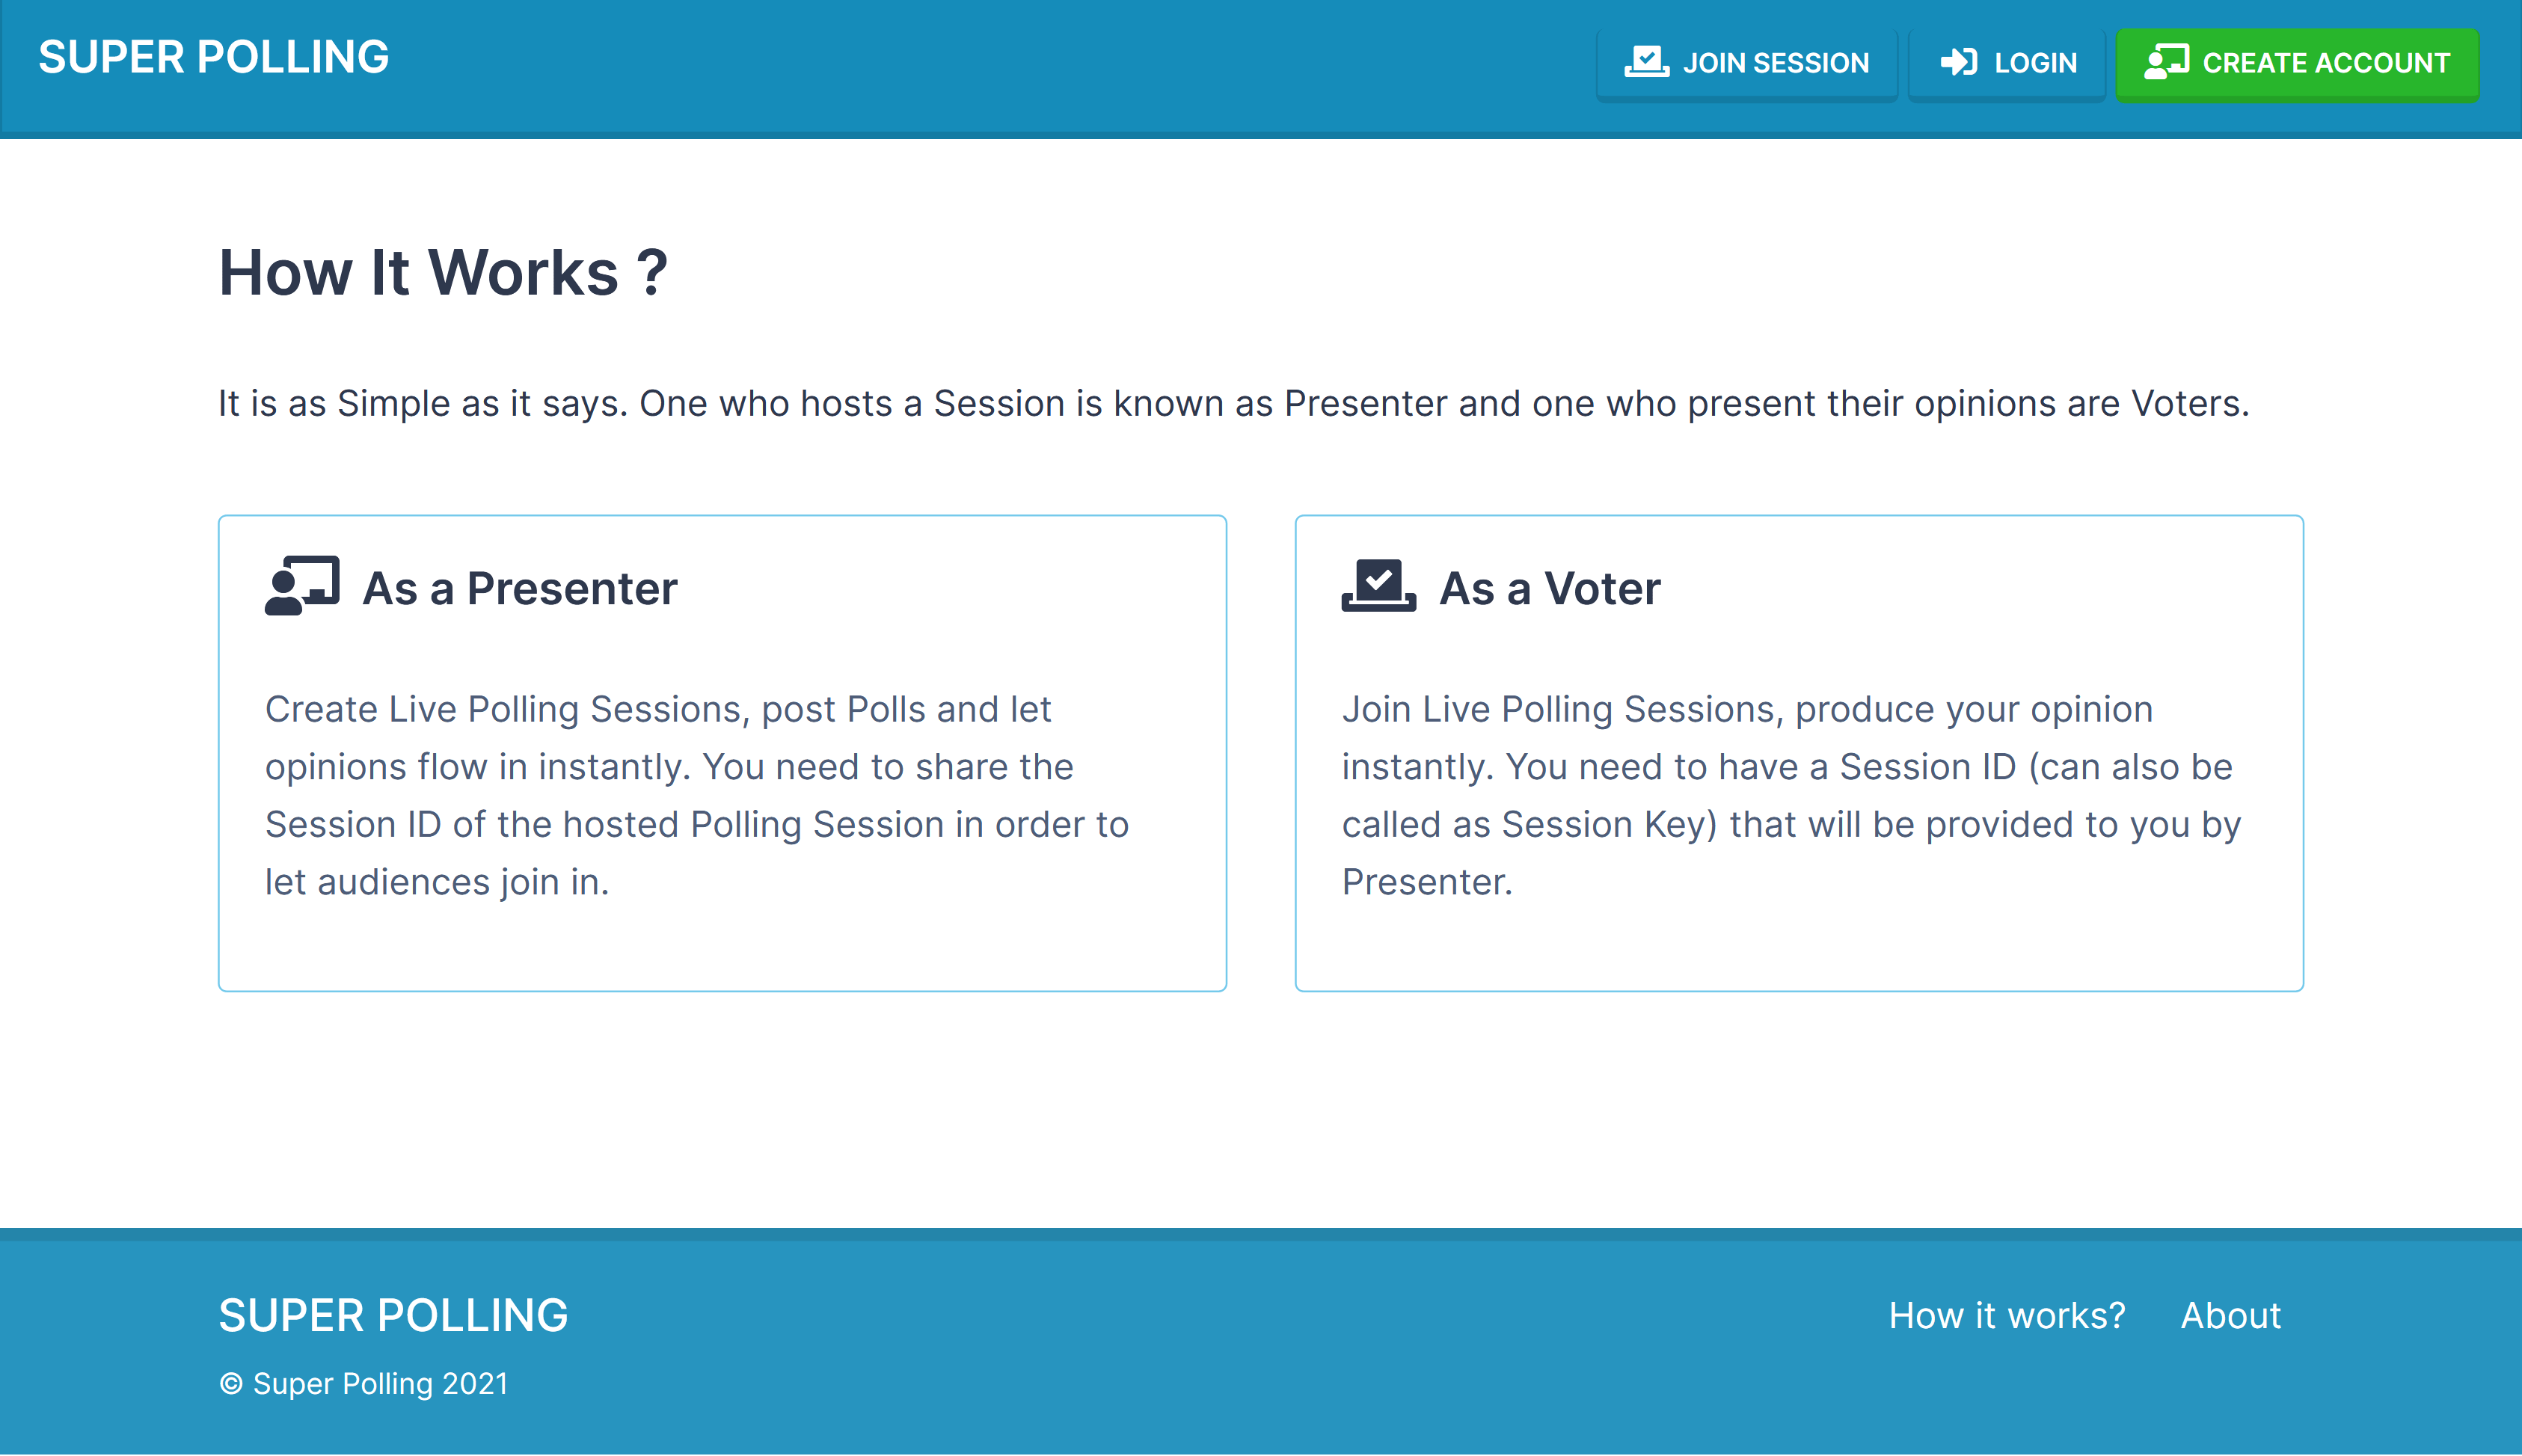 SUPER POLLING
JOIN SESSION
LOGIN
CREATE ACCOUNT
How It Works ?
It is as Simple as it says. One who hosts a Session is known as Presenter and one who present their opinions are Voters.
As a Presenter
Create Live Polling Sessions, post Polls and let
opinions flow in instantly. You need to share the
Session ID of the hosted Polling Session in order to
let audiences join in.
As a Voter
Join Live Polling Sessions, produce your opinion
instantly. You need to have a Session ID (can also be
called as Session Key) that will be provided to you by
Presenter.
SUPER POLLING
© Super Polling 2021
How it works?
About